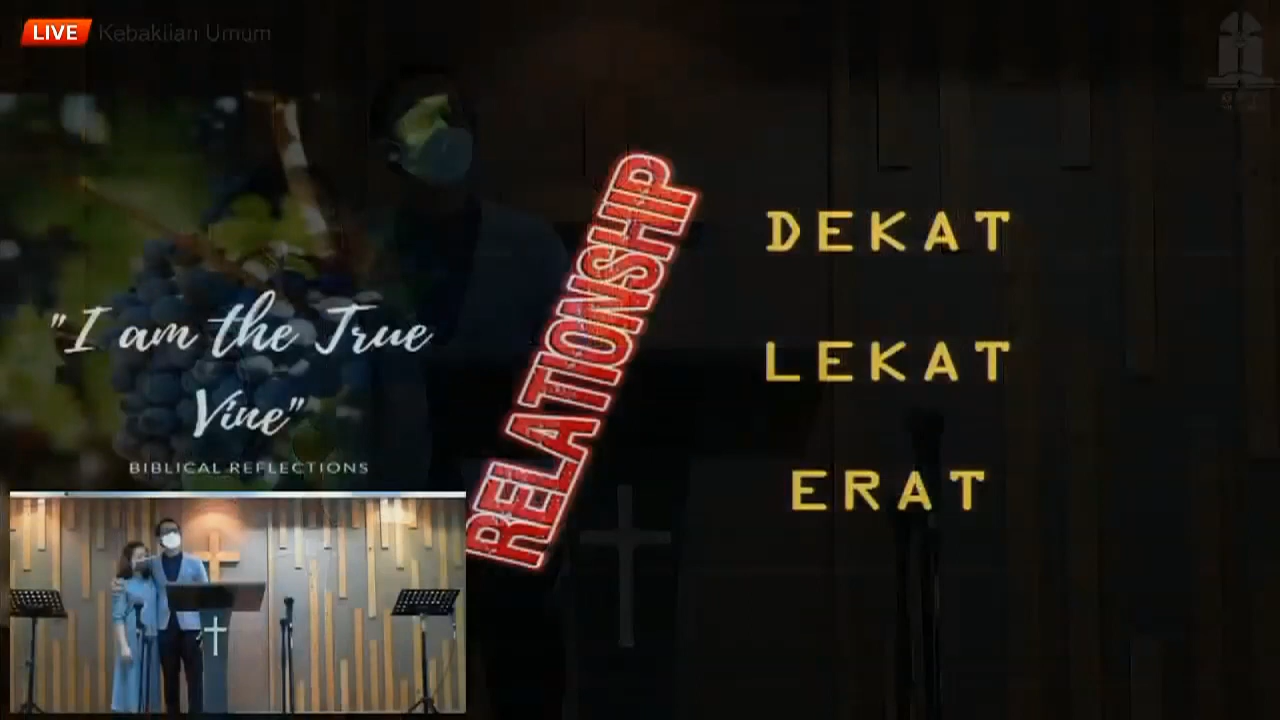 LIVE Kebaktian Umum
RELATIONSHIP
DEKAT
LEKAT
ERAT
"I am the True
Vine"
BIBLICAL REFLECTIONS